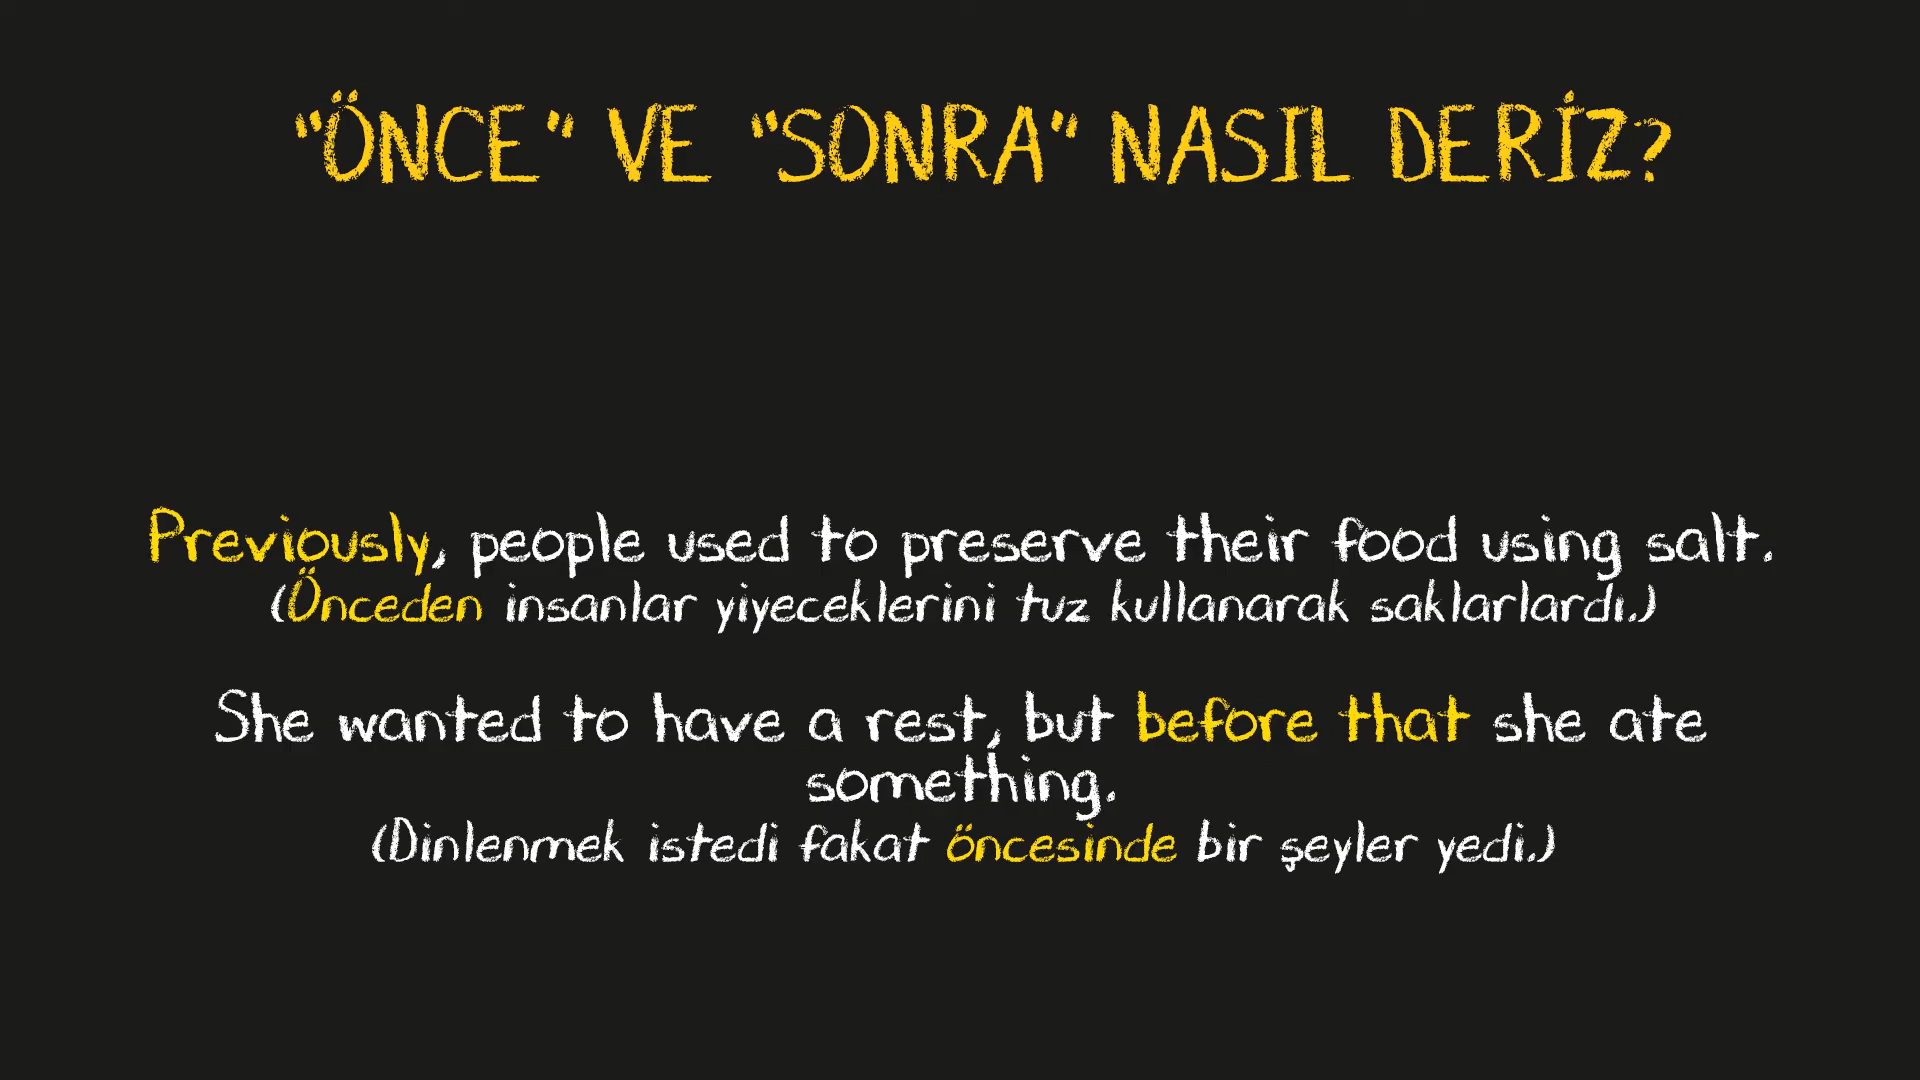 "ÖNCE" VE "SONRA" NASIL DERİZ?
Previously, people used to preserve their food using salt.
(Önceden insanlar yiyeceklerini tuz kullanarak saklarlardı.)
She wanted to have a rest, but before that she ate
something.
(Dinlenmek istedi fakat öncesinde bir şeyler yedi.)